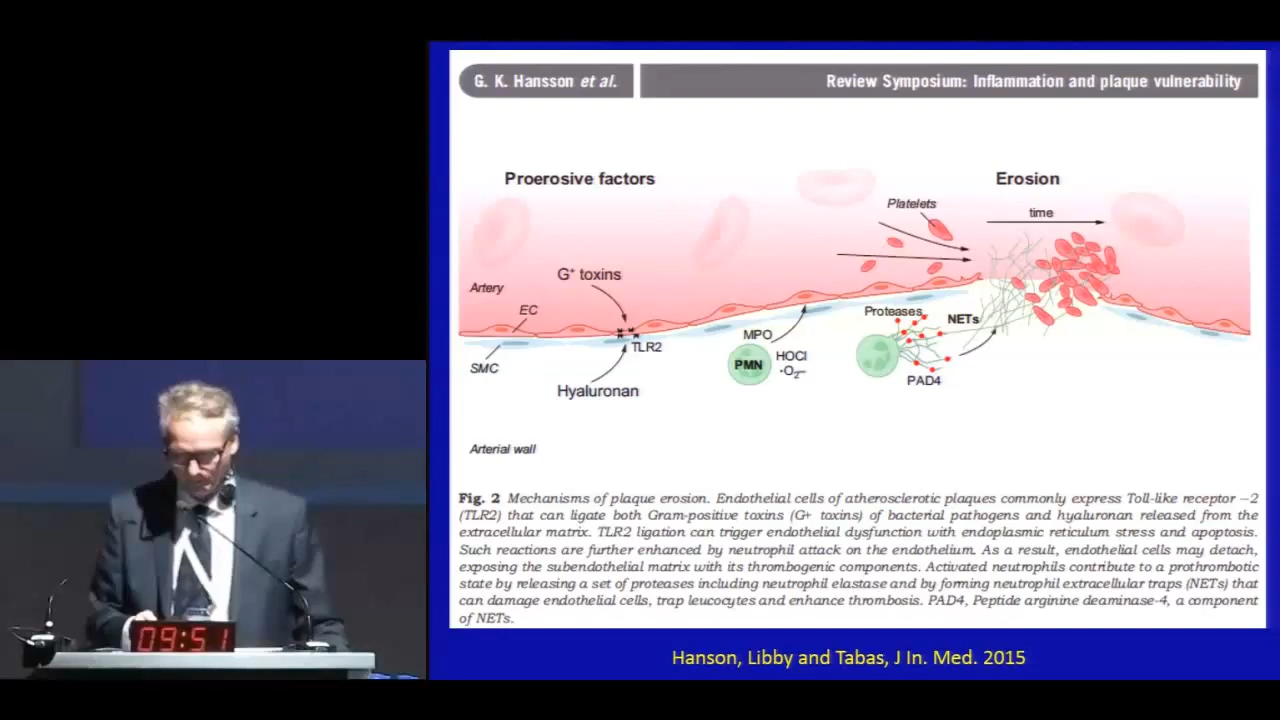 G. K. Hansson et al.
Review Symposium: Inflammation and plaque vulnerability
Proerosive factors
Erosion
Platelets
time
G⁺ toxins
Artery
EC
Proteases
NETs
MPO
TLR2
PMN
HOCl
·O₂⁻
SMC
PAD4
Hyaluronan
Arterial wall
Fig. 2 Mechanisms of plaque erosion. Endothelial cells of atherosclerotic plaques commonly express Toll-like receptor −2
(TLR2) that can ligate both Gram-positive toxins (G+ toxins) of bacterial pathogens and hyaluronan released from the
extracellular matrix. TLR2 ligation can trigger endothelial dysfunction with endoplasmic reticulum stress and apoptosis.
Such reactions are further enhanced by neutrophil attack on the endothelium. As a result, endothelial cells may detach,
exposing the subendothelial matrix with its thrombogenic components. Activated neutrophils contribute to a prothrombotic
state by releasing a set of proteases including neutrophil elastase and by forming neutrophil extracellular traps (NETs) that
can damage endothelial cells, trap leucocytes and enhance thrombosis. PAD4, Peptide arginine deaminase-4, a component
of NETs.
Hanson, Libby and Tabas, J In. Med. 2015
09:51